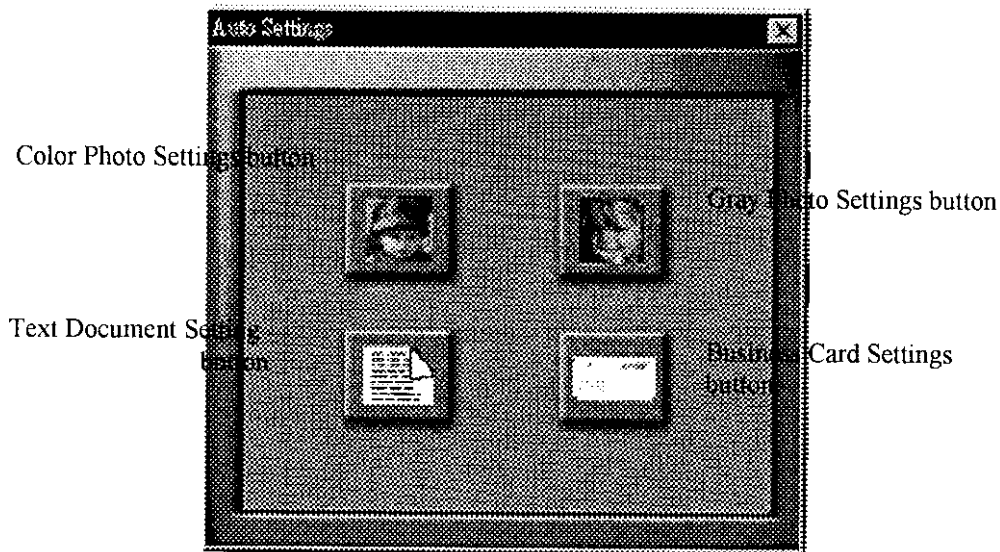 Auto Settings
Color Photo Settings button
Gray Photo Settings button
Text Document Setting
button
Business Card Settings
button